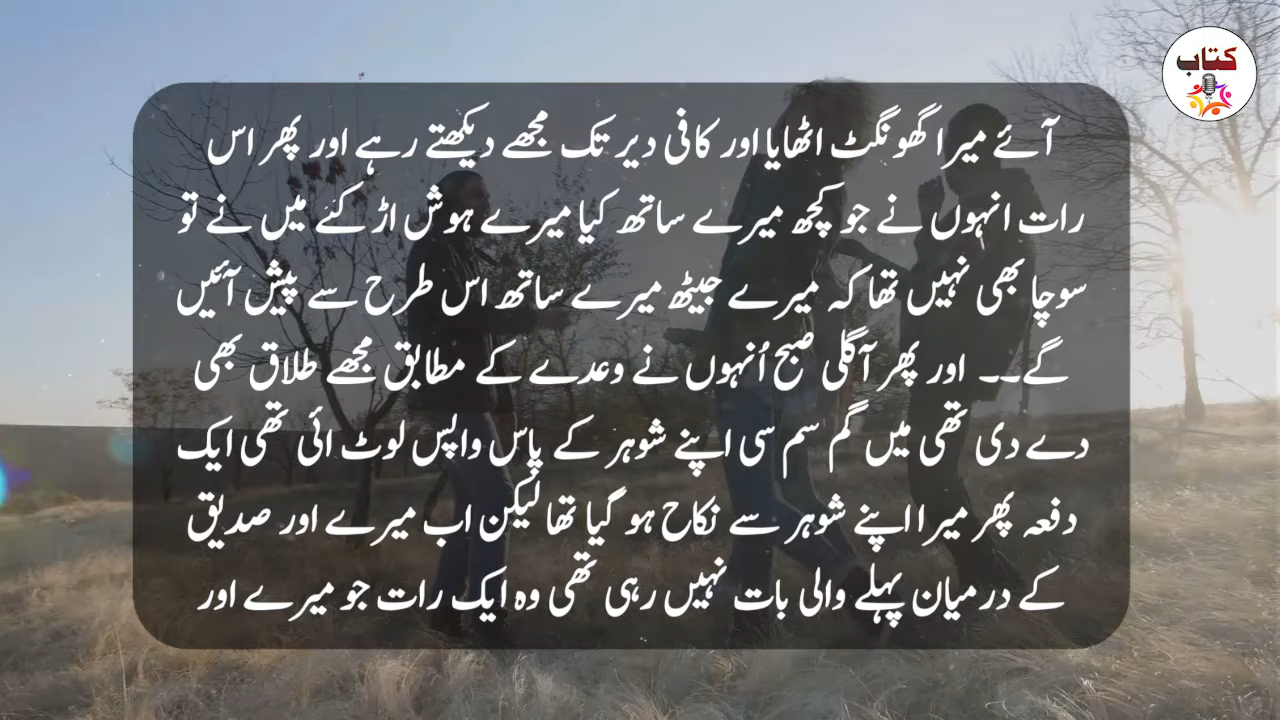 کتاب
آئے میرا گھونگٹ اٹھایا اور کافی دیر تک مجھے دیکھتے رہے اور پھر اس
رات انہوں نے جو کچھ میرے ساتھ کیا میرے ہوش اڑ گئے میں نے تو
سوچا بھی نہیں تھا کہ میرے جیٹھ میرے ساتھ اس طرح سے پیش آئیں
گے۔۔ اور پھر آگلی صبح اُنہوں نے وعدے کے مطابق مجھے طلاق بھی
دے دی تھی میں گم سم سی اپنے شوہر کے پاس واپس لوٹ ائی تھی ایک
دفعہ پھر میرا اپنے شوہر سے نکاح ہو گیا تھا لیکن اب میرے اور صدیق
کے درمیان پہلے والی بات نہیں رہی تھی وہ ایک رات جو میرے اور